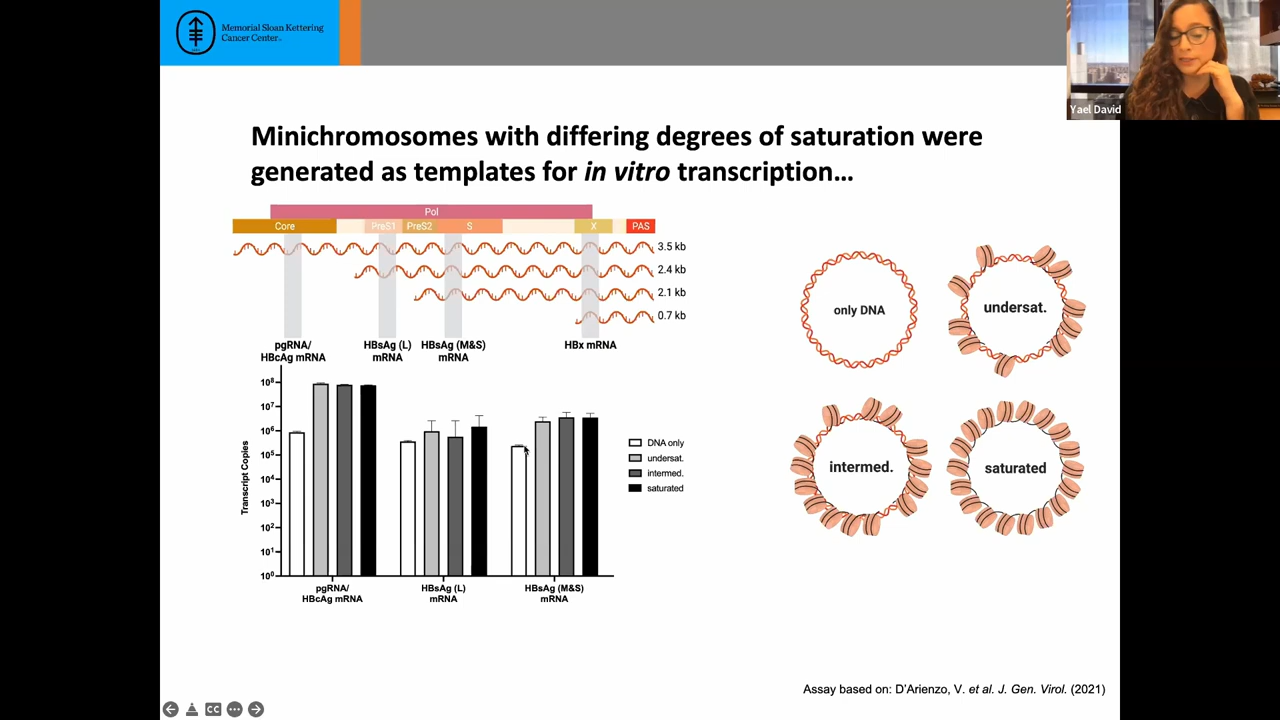 Memorial Sloan Kettering
Cancer Center
Yael David
Minichromosomes with differing degrees of saturation were
generated as templates for in vitro transcription…
Pol
Core PreS1 PreS2 S X PAS
3.5 kb
2.4 kb
2.1 kb
0.7 kb
pgRNA/
HBcAg mRNA
HBsAg (L)
mRNA
HBsAg (M&S)
mRNA
HBx mRNA
Transcript Copies
10⁸
10⁷
10⁶
10⁵
10⁴
10³
10²
10¹
10⁰
pgRNA/
HBcAg mRNA
HBsAg (L)
mRNA
HBsAg (M&S)
mRNA
DNA only
undersat.
intermed.
saturated
only DNA
undersat.
intermed.
saturated
Assay based on: D'Arienzo, V. et al. J. Gen. Virol. (2021)
CC